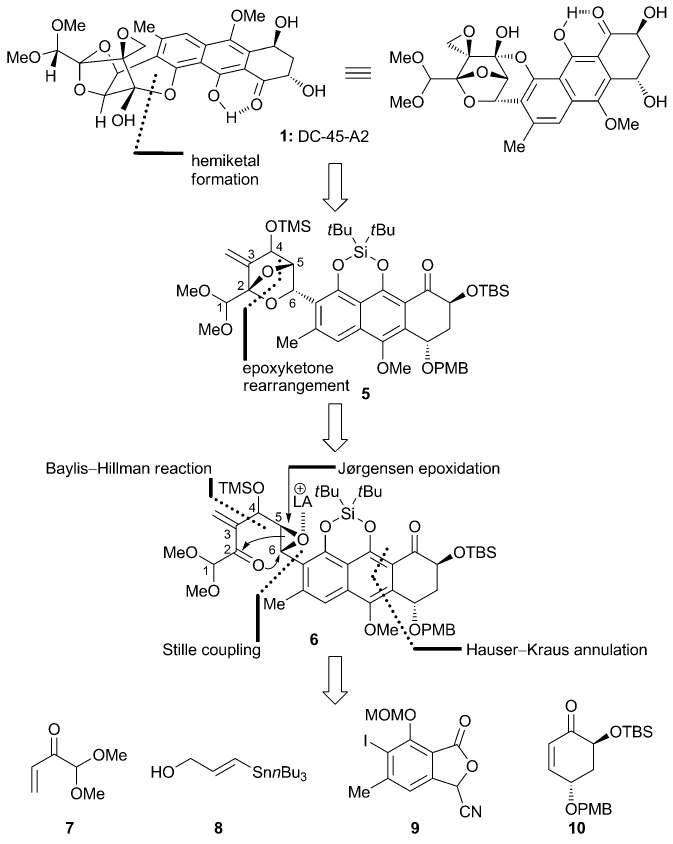 OMe
Me
OMe
OH
MeO
O
O
H
O
O
H
OH
O
OH
O
H
O
1: DC-45-A2
hemiketal
formation
H
O
O
OH
O
OH
O
OH
MeO
MeO
O
O
OH
OMe
Me
OTMS
tBu
tBu
Si
4
3
5
O
O
O
O
OTBS
2
6
MeO
O
1
MeO
Me
OMe
OPMB
epoxyketone
rearrangement
5
Baylis–Hillman reaction
Jørgensen epoxidation
TMSO
LA
⊕
tBu
tBu
Si
4
5
O
O
O
O
OTBS
3
6
2
MeO
O
1
OMe
Me
OMe
OPMB
Stille coupling
6
Hauser–Kraus annulation
O
OMe
OMe
7
HO
SnnBu3
8
MOMO
O
I
O
Me
CN
9
O
OTBS
OPMB
10